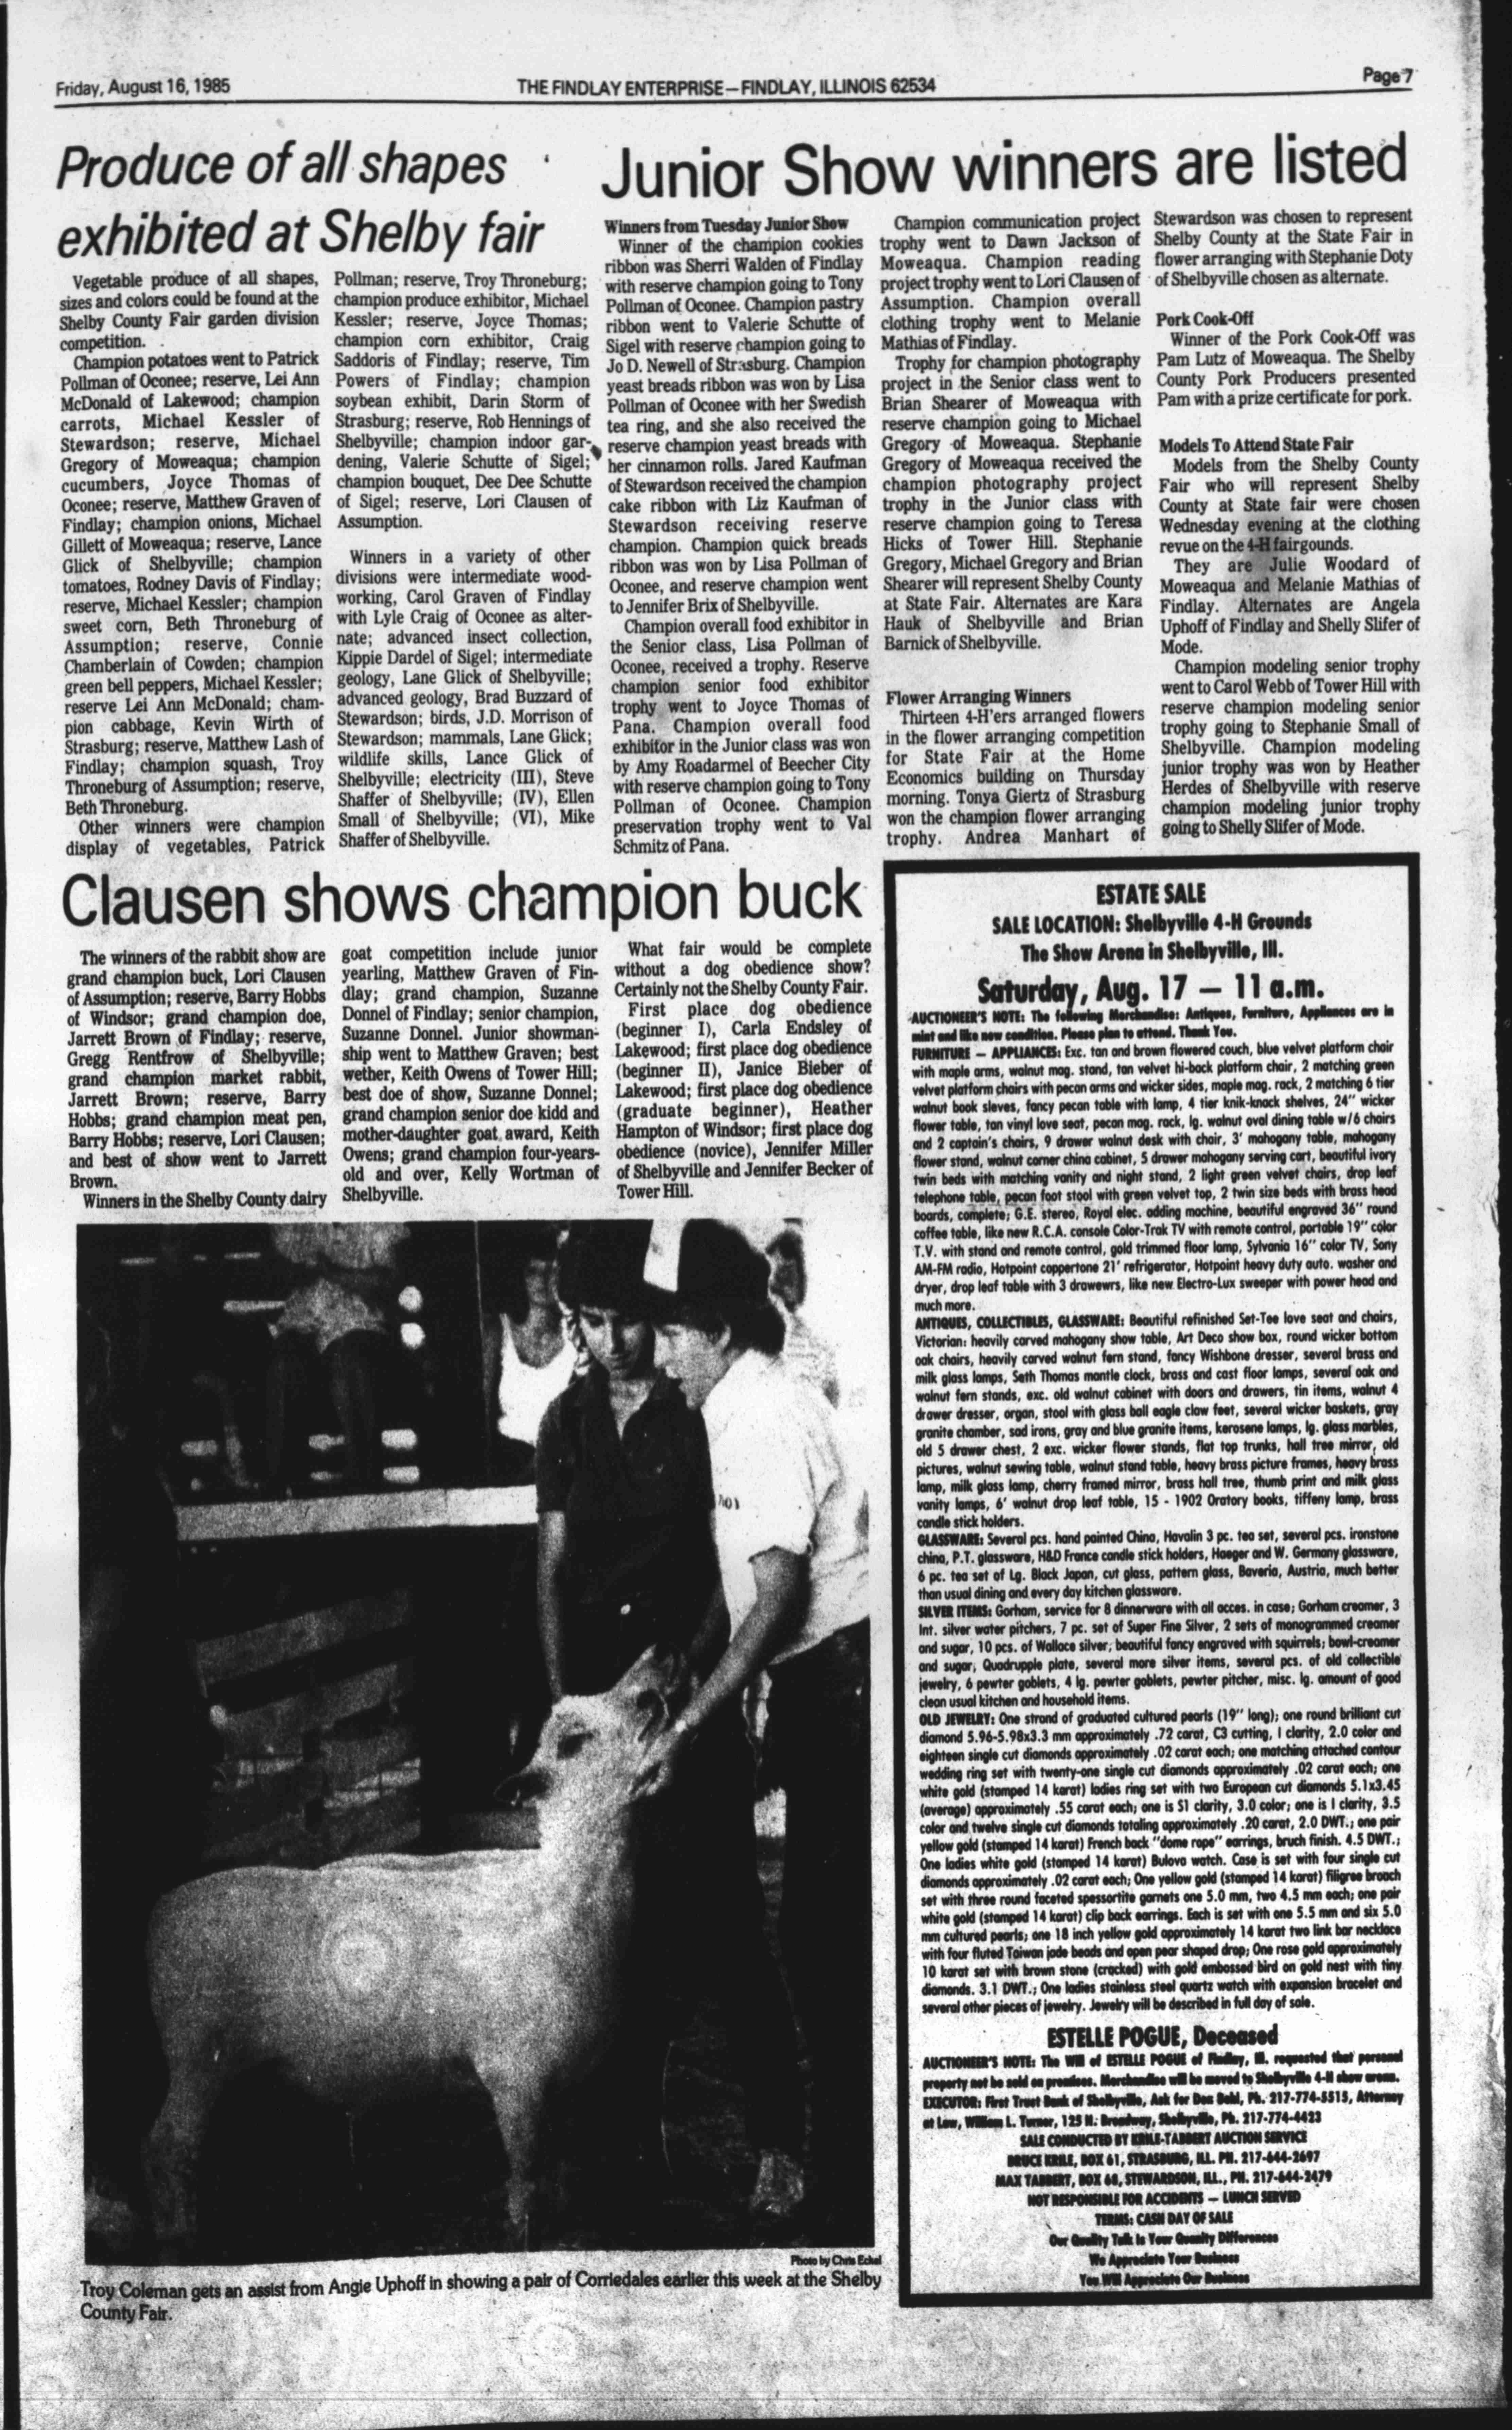 Friday, August 16, 1985
THE FINDLAY ENTERPRISE—FINDLAY, ILLINOIS 62534
Page 7
Produce of all shapes
exhibited at Shelby fair
Vegetable produce of all shapes,
sizes and colors could be found at the
Shelby County Fair garden division
competition.
Champion potatoes went to Patrick
Pollman of Oconee; reserve, Lei Ann
McDonald of Lakewood; champion
carrots, Michael Kessler of
Stewardson; reserve, Michael
Gregory of Moweaqua; champion
cucumbers, Joyce Thomas of
Oconee; reserve, Matthew Graven of
Findlay; champion onions, Michael
Gillett of Moweaqua; reserve, Lance
Glick of Shelbyville; champion
tomatoes, Rodney Davis of Findlay;
reserve, Michael Kessler; champion
sweet corn, Beth Throneburg of
Assumption; reserve, Connie
Chamberlain of Cowden; champion
green bell peppers, Michael Kessler;
reserve Lei Ann McDonald; cham-
pion cabbage, Kevin Wirth of
Strasburg; reserve, Matthew Lash of
Findlay; champion squash, Troy
Throneburg of Assumption; reserve,
Beth Throneburg.
Other winners were champion
display of vegetables, Patrick
Pollman; reserve, Troy Throneburg;
champion produce exhibitor, Michael
Kessler; reserve, Joyce Thomas;
champion corn exhibitor, Craig
Saddoris of Findlay; reserve, Tim
Powers of Findlay; champion
soybean exhibit, Darin Storm of
Strasburg; reserve, Rob Hennings of
Shelbyville; champion indoor gar-
dening, Valerie Schutte of Sigel;
champion bouquet, Dee Dee Schutte
of Sigel; reserve, Lori Clausen of
Assumption.
Winners in a variety of other
divisions were intermediate wood-
working, Carol Graven of Findlay
with Lyle Craig of Oconee as alter-
nate; advanced insect collection,
Kippie Dardel of Sigel; intermediate
geology, Lane Glick of Shelbyville;
advanced geology, Brad Buzzard of
Stewardson; birds, J.D. Morrison of
Stewardson; mammals, Lane Glick;
wildlife skills, Lance Glick of
Shelbyville; electricity (III), Steve
Shaffer of Shelbyville; (IV), Ellen
Small of Shelbyville; (VI), Mike
Shaffer of Shelbyville.
Junior Show winners are listed
Winners from Tuesday Junior Show
Winner of the champion cookies
ribbon was Sherri Walden of Findlay
with reserve champion going to Tony
Pollman of Oconee. Champion pastry
ribbon went to Valerie Schutte of
Sigel with reserve champion going to
Jo D. Newell of Strasburg. Champion
yeast breads ribbon was won by Lisa
Pollman of Oconee with her Swedish
tea ring, and she also received the
reserve champion yeast breads with
her cinnamon rolls. Jared Kaufman
of Stewardson received the champion
cake ribbon with Liz Kaufman of
Stewardson receiving reserve
champion. Champion quick breads
ribbon was won by Lisa Pollman of
Oconee, and reserve champion went
to Jennifer Brix of Shelbyville.
Champion overall food exhibitor in
the Senior class, Lisa Pollman of
Oconee, received a trophy. Reserve
champion senior food exhibitor
trophy went to Joyce Thomas of
Pana. Champion overall food
exhibitor in the Junior class was won
by Amy Roadarmel of Beecher City
with reserve champion going to Tony
Pollman of Oconee. Champion
preservation trophy went to Val
Schmitz of Pana.
Champion communication project
trophy went to Dawn Jackson of
Moweaqua. Champion reading
project trophy went to Lori Clausen of
Assumption. Champion overall
clothing trophy went to Melanie
Mathias of Findlay.
Trophy for champion photography
project in the Senior class went to
Brian Shearer of Moweaqua with
reserve champion going to Michael
Gregory of Moweaqua. Stephanie
Gregory of Moweaqua received the
champion photography project
trophy in the Junior class with
reserve champion going to Teresa
Hicks of Tower Hill. Stephanie
Gregory, Michael Gregory and Brian
Shearer will represent Shelby County
at State Fair. Alternates are Kara
Hauk of Shelbyville and Brian
Barnick of Shelbyville.
Flower Arranging Winners
Thirteen 4-H'ers arranged flowers
in the flower arranging competition
for State Fair at the Home
Economics building on Thursday
morning. Tonya Giertz of Strasburg
won the champion flower arranging
trophy. Andrea Manhart of
Stewardson was chosen to represent
Shelby County at the State Fair in
flower arranging with Stephanie Doty
of Shelbyville chosen as alternate.
Pork Cook-Off
Winner of the Pork Cook-Off was
Pam Lutz of Moweaqua. The Shelby
County Pork Producers presented
Pam with a prize certificate for pork.
Models To Attend State Fair
Models from the Shelby County
Fair who will represent Shelby
County at State fair were chosen
Wednesday evening at the clothing
revue on the 4-H fairgounds.
They are Julie Woodard of
Moweaqua and Melanie Mathias of
Findlay. Alternates are Angela
Uphoff of Findlay and Shelly Slifer of
Mode.
Champion modeling senior trophy
went to Carol Webb of Tower Hill with
reserve champion modeling senior
trophy going to Stephanie Small of
Shelbyville. Champion modeling
junior trophy was won by Heather
Herdes of Shelbyville with reserve
champion modeling junior trophy
going to Shelly Slifer of Mode.
Clausen shows champion buck
The winners of the rabbit show are
grand champion buck, Lori Clausen
of Assumption; reserve, Barry Hobbs
of Windsor; grand champion doe,
Jarrett Brown of Findlay; reserve,
Gregg Rentfrow of Shelbyville;
grand champion market rabbit,
Jarrett Brown; reserve, Barry
Hobbs; grand champion meat pen,
Barry Hobbs; reserve, Lori Clausen;
and best of show went to Jarrett
Brown.
Winners in the Shelby County dairy
goat competition include junior
yearling, Matthew Graven of Fin-
dlay; grand champion, Suzanne
Donnel of Findlay; senior champion,
Suzanne Donnel. Junior showman-
ship went to Matthew Graven; best
wether, Keith Owens of Tower Hill;
best doe of show, Suzanne Donnel;
grand champion senior doe kidd and
mother-daughter goat award, Keith
Owens; grand champion four-years-
old and over, Kelly Wortman of
Shelbyville.
What fair would be complete
without a dog obedience show?
Certainly not the Shelby County Fair.
First place dog obedience
(beginner I), Carla Endsley of
Lakewood; first place dog obedience
(beginner II), Janice Bieber of
Lakewood; first place dog obedience
(graduate beginner), Heather
Hampton of Windsor; first place dog
obedience (novice), Jennifer Miller
of Shelbyville and Jennifer Becker of
Tower Hill.
Photo by Chris Eckel
Troy Coleman gets an assist from Angie Uphoff in showing a pair of Corriedales earlier this week at the Shelby
County Fair.
ESTATE SALE
SALE LOCATION: Shelbyville 4-H Grounds
The Show Arena in Shelbyville, Ill.
Saturday, Aug. 17 — 11 a.m.
AUCTIONEER'S NOTE: The following Merchandise: Antiques, Furniture, Appliances are in
mint and like new condition. Please plan to attend. Thank You.
FURNITURE — APPLIANCES: Exc. tan and brown flowered couch, blue velvet platform chair
with maple arms, walnut mag. stand, tan velvet hi-back platform chair, 2 matching green
velvet platform chairs with pecan arms and wicker sides, maple mag. rack, 2 matching 6 tier
walnut book sleves, fancy pecan table with lamp, 4 tier knik-knack shelves, 24" wicker
flower table, tan vinyl love seat, pecan mag. rack, lg. walnut oval dining table w/6 chairs
and 2 captain's chairs, 9 drawer walnut desk with chair, 3' mahogany table, mahogany
flower stand, walnut corner china cabinet, 5 drawer mahogany serving cart, beautiful ivory
twin beds with matching vanity and night stand, 2 light green velvet chairs, drop leaf
telephone table, pecan foot stool with green velvet top, 2 twin size beds with brass head
boards, complete; G.E. stereo, Royal elec. adding machine, beautiful engraved 36" round
coffee table, like new R.C.A. console Color-Trak TV with remote control, portable 19" color
T.V. with stand and remote control, gold trimmed floor lamp, Sylvania 16" color TV, Sony
AM-FM radio, Hotpoint coppertone 21' refrigerator, Hotpoint heavy duty auto. washer and
dryer, drop leaf table with 3 drawewrs, like new Electro-Lux sweeper with power head and
much more.
ANTIQUES, COLLECTIBLES, GLASSWARE: Beautiful refinished Set-Tee love seat and chairs,
Victorian: heavily carved mahogany show table, Art Deco show box, round wicker bottom
oak chairs, heavily carved walnut fern stand, fancy Wishbone dresser, several brass and
milk glass lamps, Seth Thomas mantle clock, brass and cast floor lamps, several oak and
walnut fern stands, exc. old walnut cabinet with doors and drawers, tin items, walnut 4
drawer dresser, organ, stool with glass ball eagle claw feet, several wicker baskets, gray
granite chamber, sad irons, gray and blue granite items, kerosene lamps, lg. glass marbles,
old 5 drawer chest, 2 exc. wicker flower stands, flat top trunks, hall tree mirror, old
pictures, walnut sewing table, walnut stand table, heavy brass picture frames, heavy brass
lamp, milk glass lamp, cherry framed mirror, brass hall tree, thumb print and milk glass
vanity lamps, 6' walnut drop leaf table, 15 - 1902 Oratory books, tiffeny lamp, brass
candle stick holders.
GLASSWARE: Several pcs. hand painted China, Havalin 3 pc. tea set, several pcs. ironstone
china, P.T. glassware, H&D France candle stick holders, Haeger and W. Germany glassware,
6 pc. tea set of Lg. Black Japan, cut glass, pattern glass, Bavaria, Austria, much better
than usual dining and every day kitchen glassware.
SILVER ITEMS: Gorham, service for 8 dinnerware with all acces. in case; Gorham creamer, 3
Int. silver water pitchers, 7 pc. set of Super Fine Silver, 2 sets of monogrammed creamer
and sugar, 10 pcs. of Wallace silver; beautiful fancy engraved with squirrels; bowl-creamer
and sugar; Quadrupple plate, several more silver items, several pcs. of old collectible
jewelry, 6 pewter goblets, 4 lg. pewter goblets, pewter pitcher, misc. lg. amount of good
clean usual kitchen and household items.
OLD JEWELRY: One strand of graduated cultured pearls (19" long); one round brilliant cut
diamond 5.96-5.98x3.3 mm approximately .72 carat, C3 cutting, I clarity, 2.0 color and
eighteen single cut diamonds approximately .02 carat each; one matching attached contour
wedding ring set with twenty-one single cut diamonds approximately .02 carat each; one
white gold (stamped 14 karat) ladies ring set with two European cut diamonds 5.1x3.45
(average) approximately .55 carat each; one is S1 clarity, 3.0 color; one is I clarity, 3.5
color and twelve single cut diamonds totaling approximately .20 carat, 2.0 DWT.; one pair
yellow gold (stamped 14 karat) French back "dome rope" earrings, bruch finish. 4.5 DWT.;
One ladies white gold (stamped 14 karat) Bulova watch. Case is set with four single cut
diamonds approximately .02 carat each; One yellow gold (stamped 14 karat) filigree broach
set with three round faceted spessortite garnets one 5.0 mm, two 4.5 mm each; one pair
white gold (stamped 14 karat) clip back earrings. Each is set with one 5.5 mm and six 5.0
mm cultured pearls; one 18 inch yellow gold approximately 14 karat two link bar necklace
with four fluted Taiwan jade beads and open pear shaped drop; One rose gold approximately
10 karat set with brown stone (cracked) with gold embossed bird on gold nest with tiny
diamonds. 3.1 DWT.; One ladies stainless steel quartz watch with expansion bracelet and
several other pieces of jewelry. Jewelry will be described in full day of sale.
ESTELLE POGUE, Deceased
AUCTIONEER'S NOTE: The Will of ESTELLE POGUE of Findlay, Ill. requested that personal
property not be sold on premises. Merchandise will be moved to Shelbyville 4-H show arena.
EXECUTOR: First Trust Bank of Shelbyville, Ask for Don Bohl, Ph. 217-774-5515, Attorney
at Law, William L. Turner, 125 N. Broadway, Shelbyville, Ph. 217-774-4423
SALE CONDUCTED BY KRILE-TABBERT AUCTION SERVICE
BRUCE KRILE, BOX 61, STRASBURG, ILL. PH. 217-644-2697
MAX TABBERT, BOX 68, STEWARDSON, ILL., PH. 217-644-2479
NOT RESPONSIBLE FOR ACCIDENTS — LUNCH SERVED
TERMS: CASH DAY OF SALE
Our Quality Talk Is Your Quanity Differences
We Appreciate Your Business
You Will Appreciate Our Business